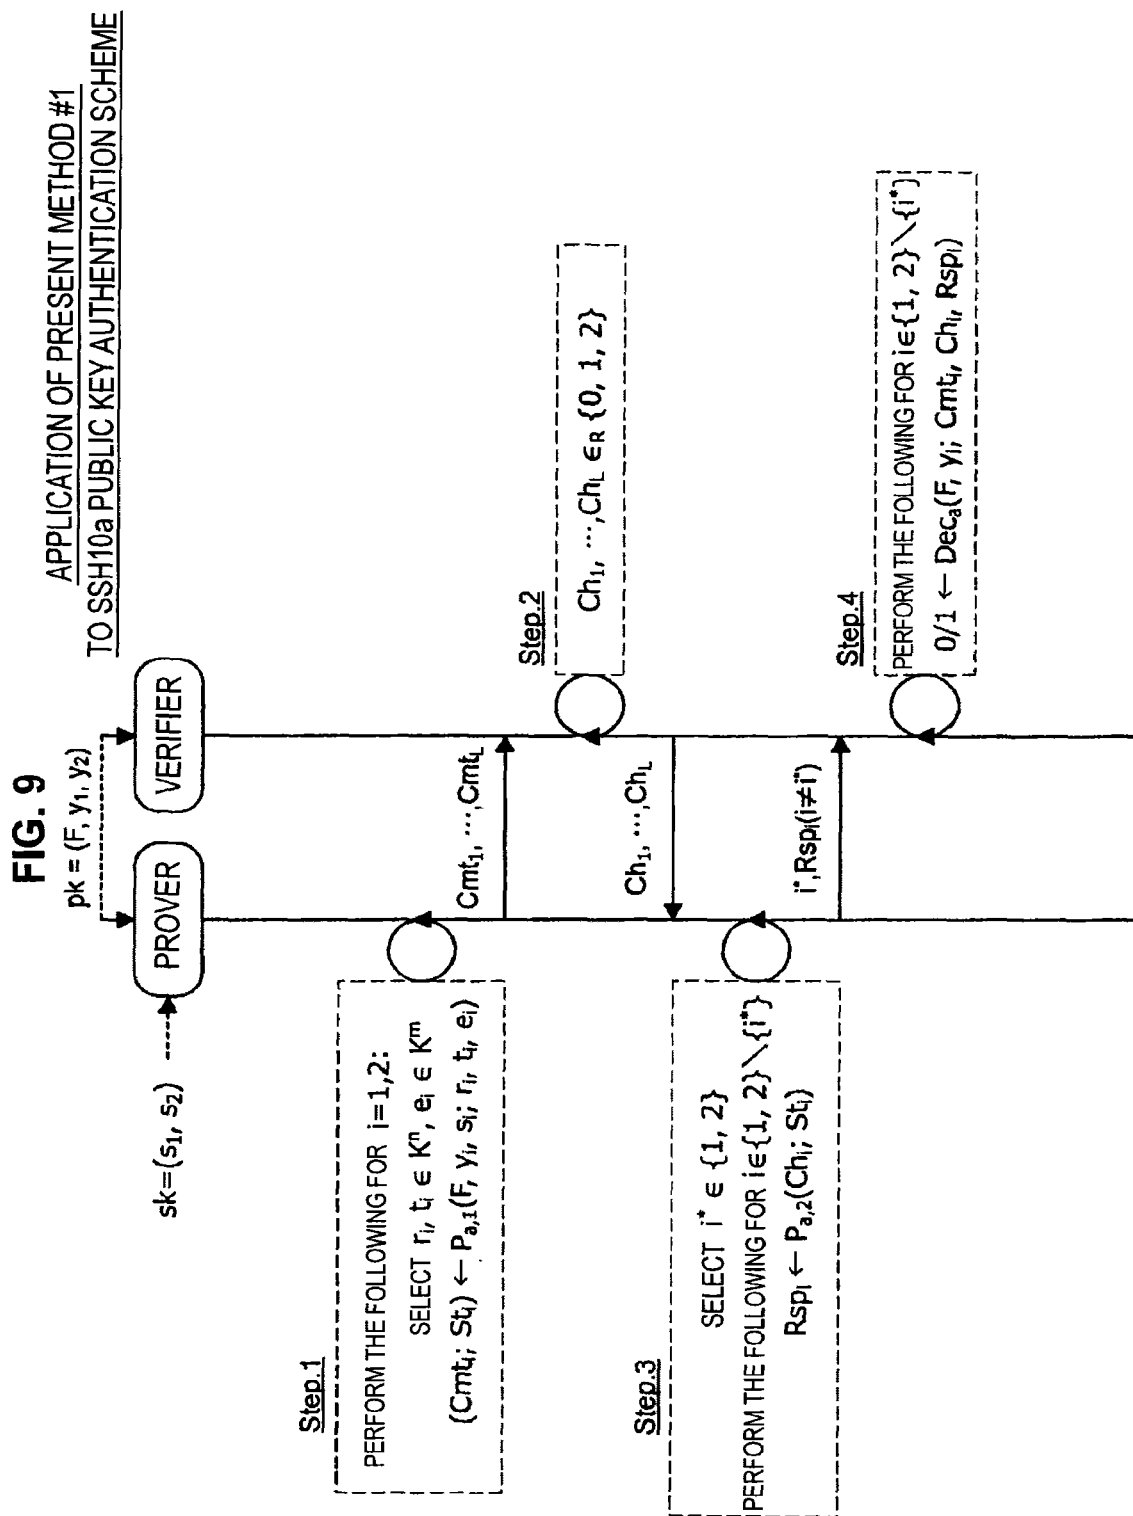 FIG. 9
APPLICATION OF PRESENT METHOD #1
TO SSH10a PUBLIC KEY AUTHENTICATION SCHEME
pk = (F, y₁, y₂)
sk=(s₁, s₂)
PROVER
VERIFIER
Step.1
PERFORM THE FOLLOWING FOR i=1,2:
SELECT rᵢ, tᵢ ∈ Kⁿ, eᵢ ∈ Kᵐ
(Cmtᵢ; Stᵢ) ← Pₐ,₁(F, yᵢ, sᵢ; rᵢ, tᵢ, eᵢ)
Cmt₁, ⋯,Cmt_L
Step.2
Ch₁, ⋯,Ch_L ∈_R {0, 1, 2}
Ch₁, ⋯,Ch_L
Step.3
SELECT i* ∈ {1, 2}
PERFORM THE FOLLOWING FOR i∈{1, 2}∖{i*}
Rspᵢ ← Pₐ,₂(Chᵢ; Stᵢ)
i*,Rspᵢ(i≠i*)
Step.4
PERFORM THE FOLLOWING FOR i∈{1, 2}∖{i*}
0/1 ← Decₐ(F, yᵢ; Cmtᵢ, Chᵢ, Rspᵢ)